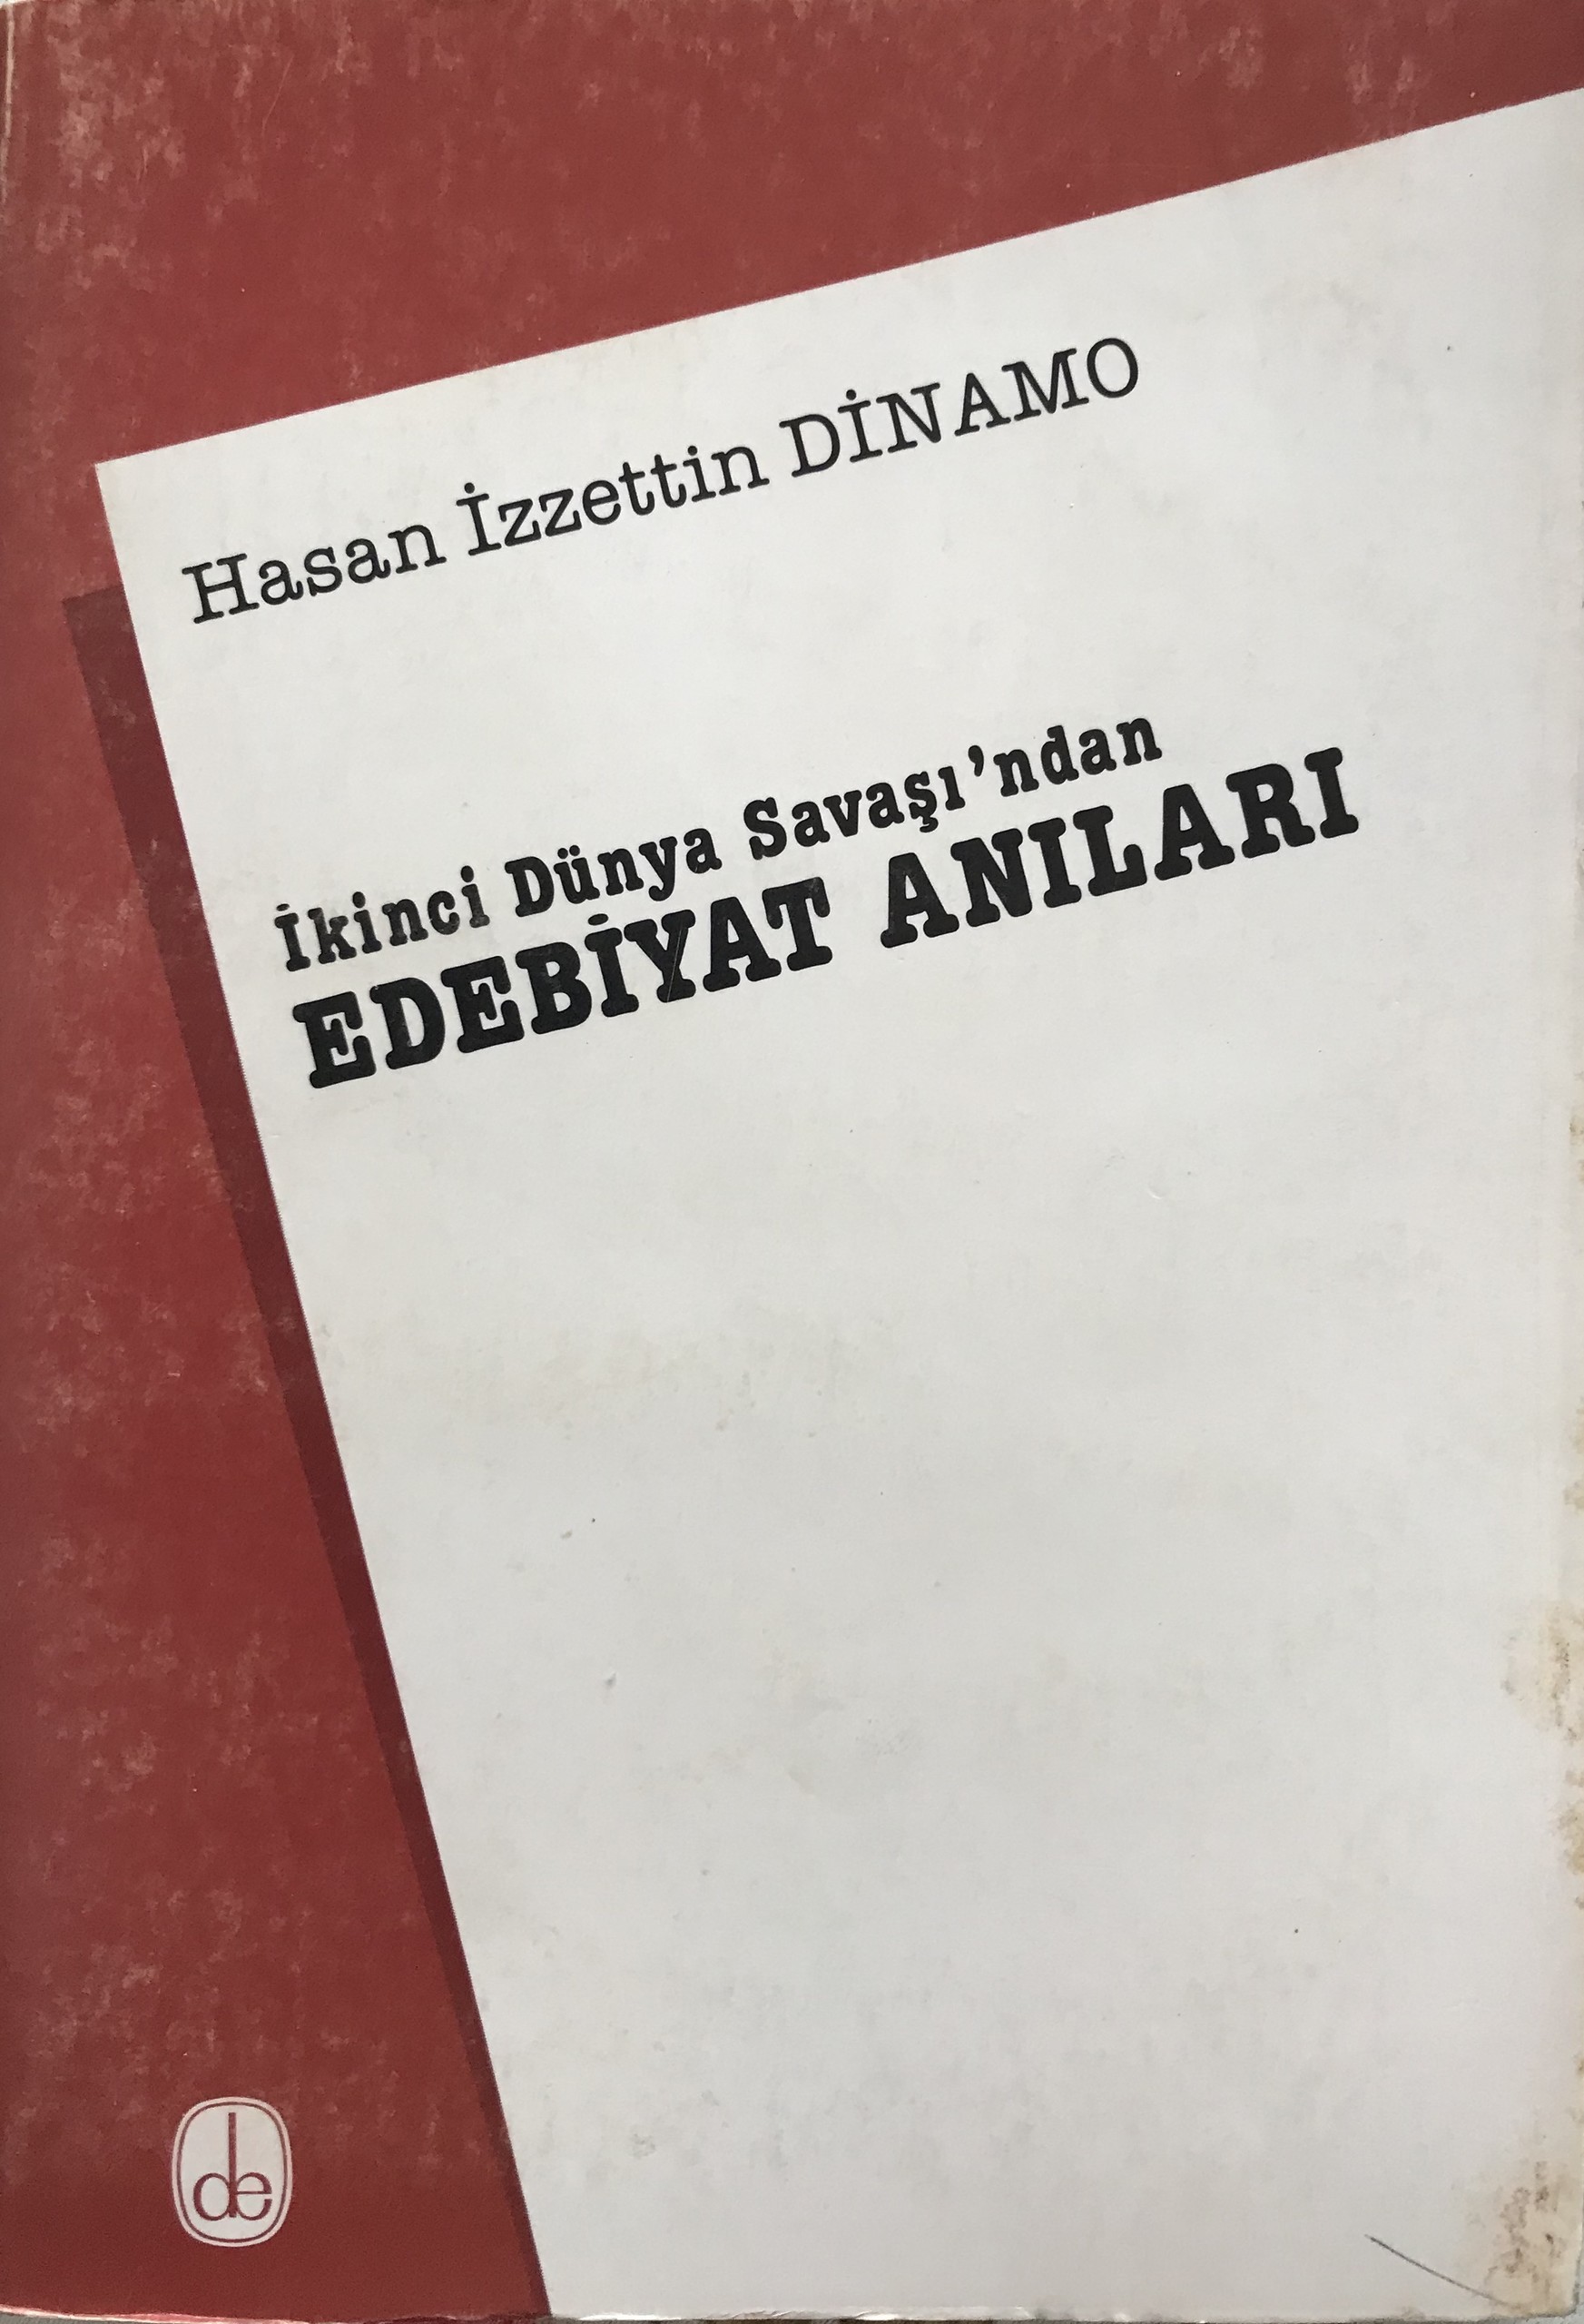 Hasan İzzettin DİNAMO
İkinci Dünya Savaşı'ndan
EDEBİYAT ANILARI
de